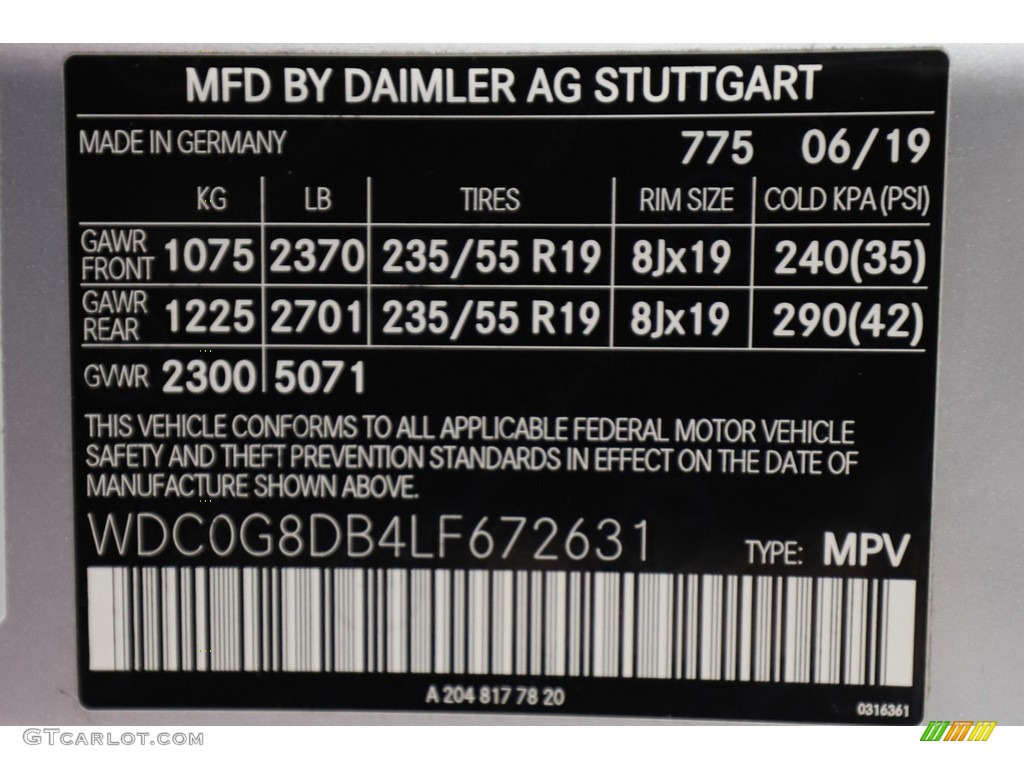 MFD BY DAIMLER AG STUTTGART
MADE IN GERMANY 775 06/19
KG LB TIRES RIM SIZE COLD KPA (PSI)
GAWR FRONT 1075 2370 235/55 R19 8Jx19 240(35)
GAWR REAR 1225 2701 235/55 R19 8Jx19 290(42)
GVWR 2300 5071
THIS VEHICLE CONFORMS TO ALL APPLICABLE FEDERAL MOTOR VEHICLE
SAFETY AND THEFT PREVENTION STANDARDS IN EFFECT ON THE DATE OF
MANUFACTURE SHOWN ABOVE.
WDC0G8DB4LF672631 TYPE: MPV
A 204 817 78 20
0316361
GTCARLOT.COM